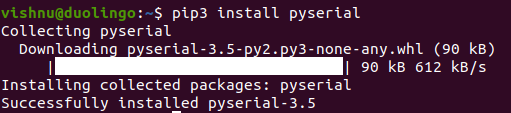 vishnu@duolingo:~$ pip3 install pyserial
Collecting pyserial
  Downloading pyserial-3.5-py2.py3-none-any.whl (90 kB)
     |████████████████████████████████| 90 kB 612 kB/s
Installing collected packages: pyserial
Successfully installed pyserial-3.5